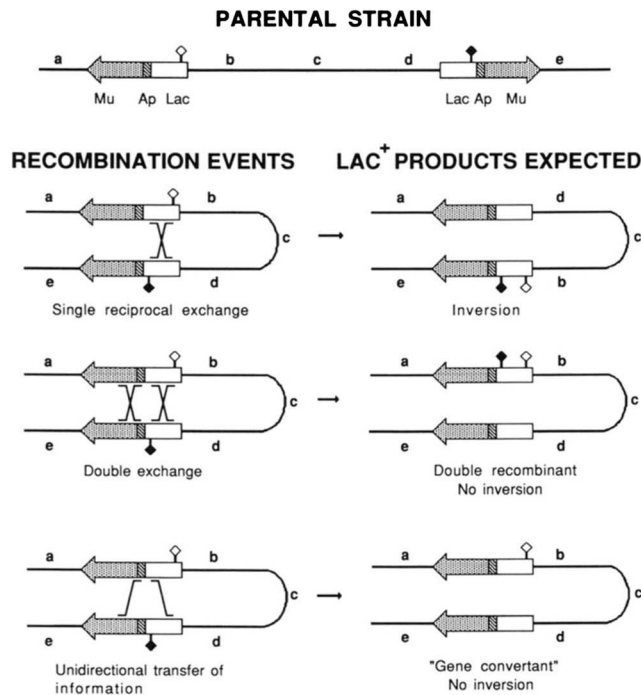 PARENTAL STRAIN
a b c d e
Mu Ap Lac Lac Ap Mu
RECOMBINATION EVENTS
LAC+ PRODUCTS EXPECTED
a b
c
e d
Single reciprocal exchange
a d
c
e b
Inversion
a b
c
e d
Double exchange
a b
c
e d
Double recombinant
No inversion
a b
c
e d
Unidirectional transfer of
information
a b
c
e d
"Gene convertant"
No inversion